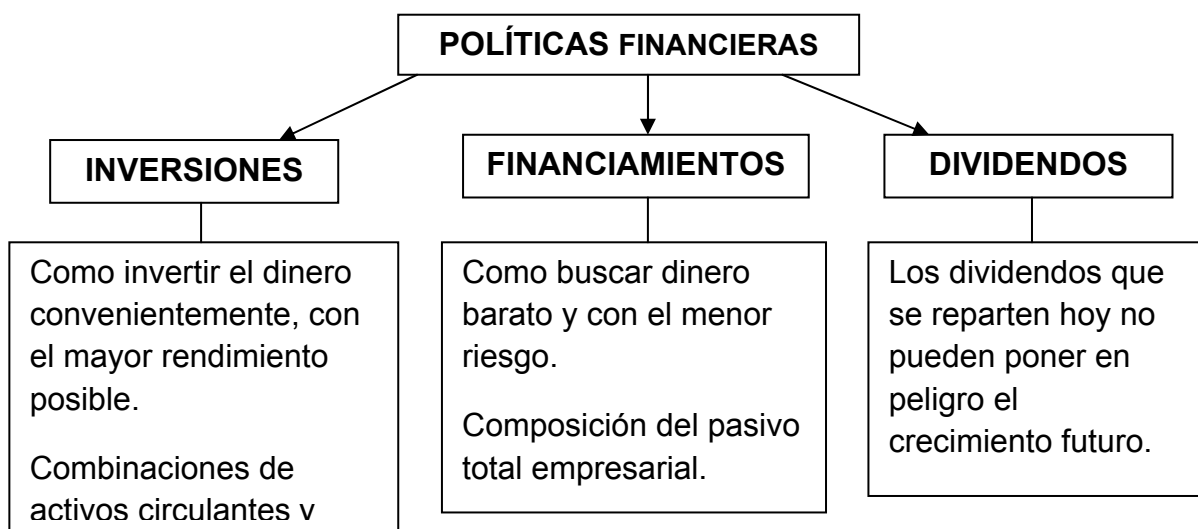 POLÍTICAS FINANCIERAS
INVERSIONES
FINANCIAMIENTOS
DIVIDENDOS
Como invertir el dinero
convenientemente, con
el mayor rendimiento
posible.
Combinaciones de
activos circulantes y
Como buscar dinero
barato y con el menor
riesgo.
Composición del pasivo
total empresarial.
Los dividendos que
se reparten hoy no
pueden poner en
peligro el
crecimiento futuro.